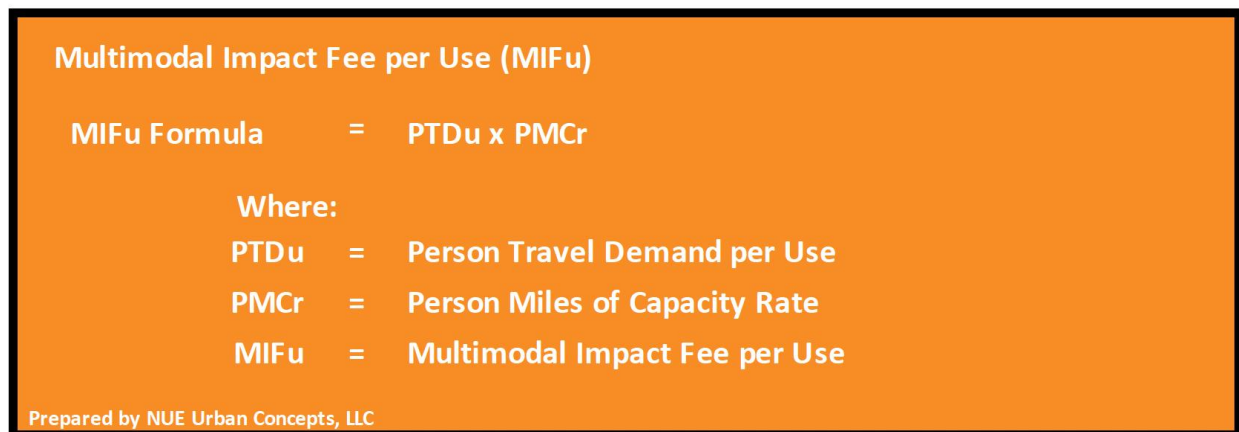 Multimodal Impact Fee per Use (MIFu)
MIFu Formula = PTDu x PMCr
Where:
PTDu = Person Travel Demand per Use
PMCr = Person Miles of Capacity Rate
MIFu = Multimodal Impact Fee per Use
Prepared by NUE Urban Concepts, LLC